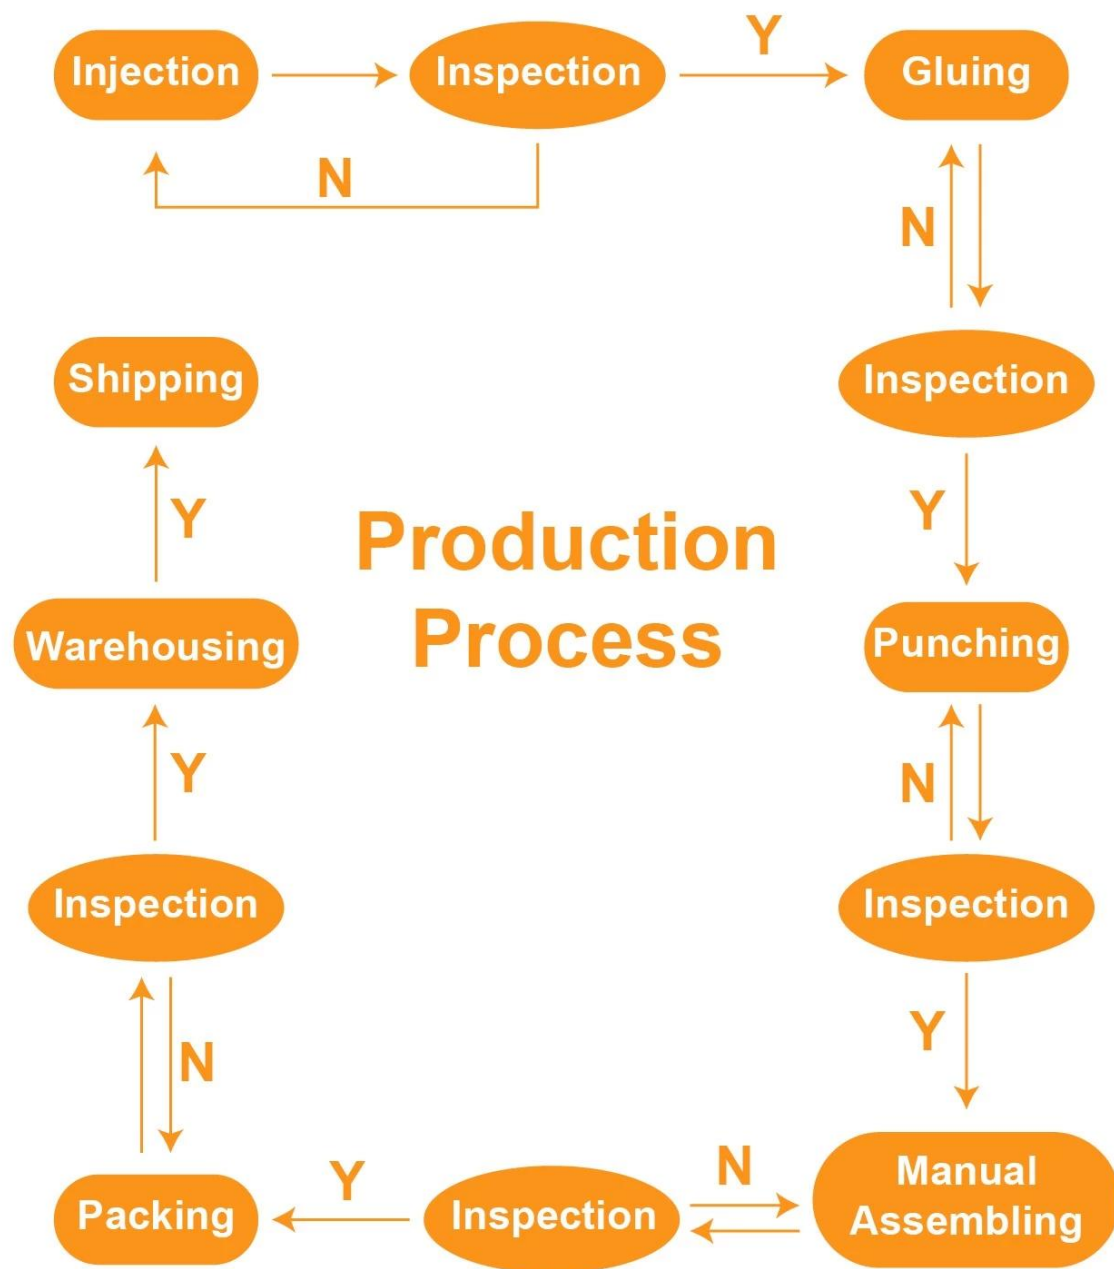 Injection
Inspection
Y
Gluing
N
N
Inspection
Shipping
Y
Y
Production
Process
Punching
Warehousing
Y
N
Inspection
Inspection
Y
N
Y
N
Manual
Assembling
Inspection
Packing